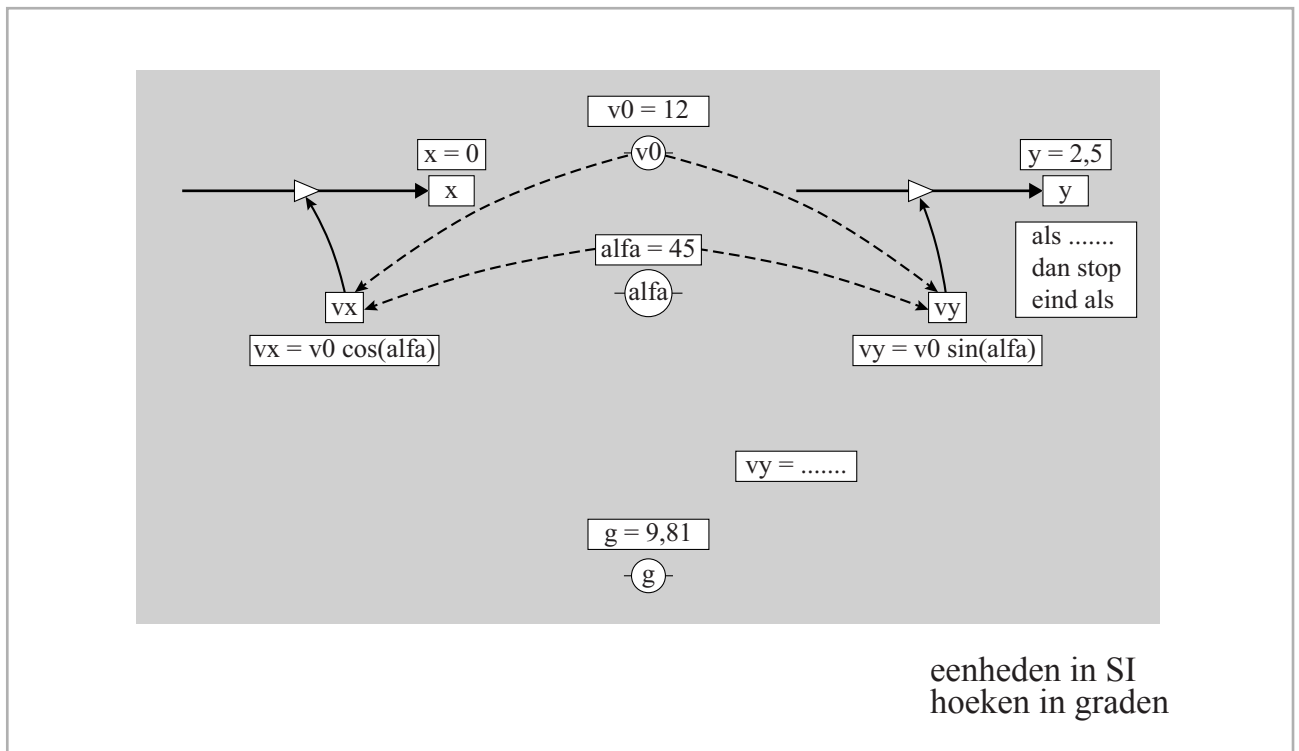 v0 = 12
v0
x = 0
x
y = 2,5
y
als .......
dan stop
eind als
alfa = 45
alfa
vx
vx = v0 cos(alfa)
vy
vy = v0 sin(alfa)
vy = .......
g = 9,81
g
eenheden in SI
hoeken in graden